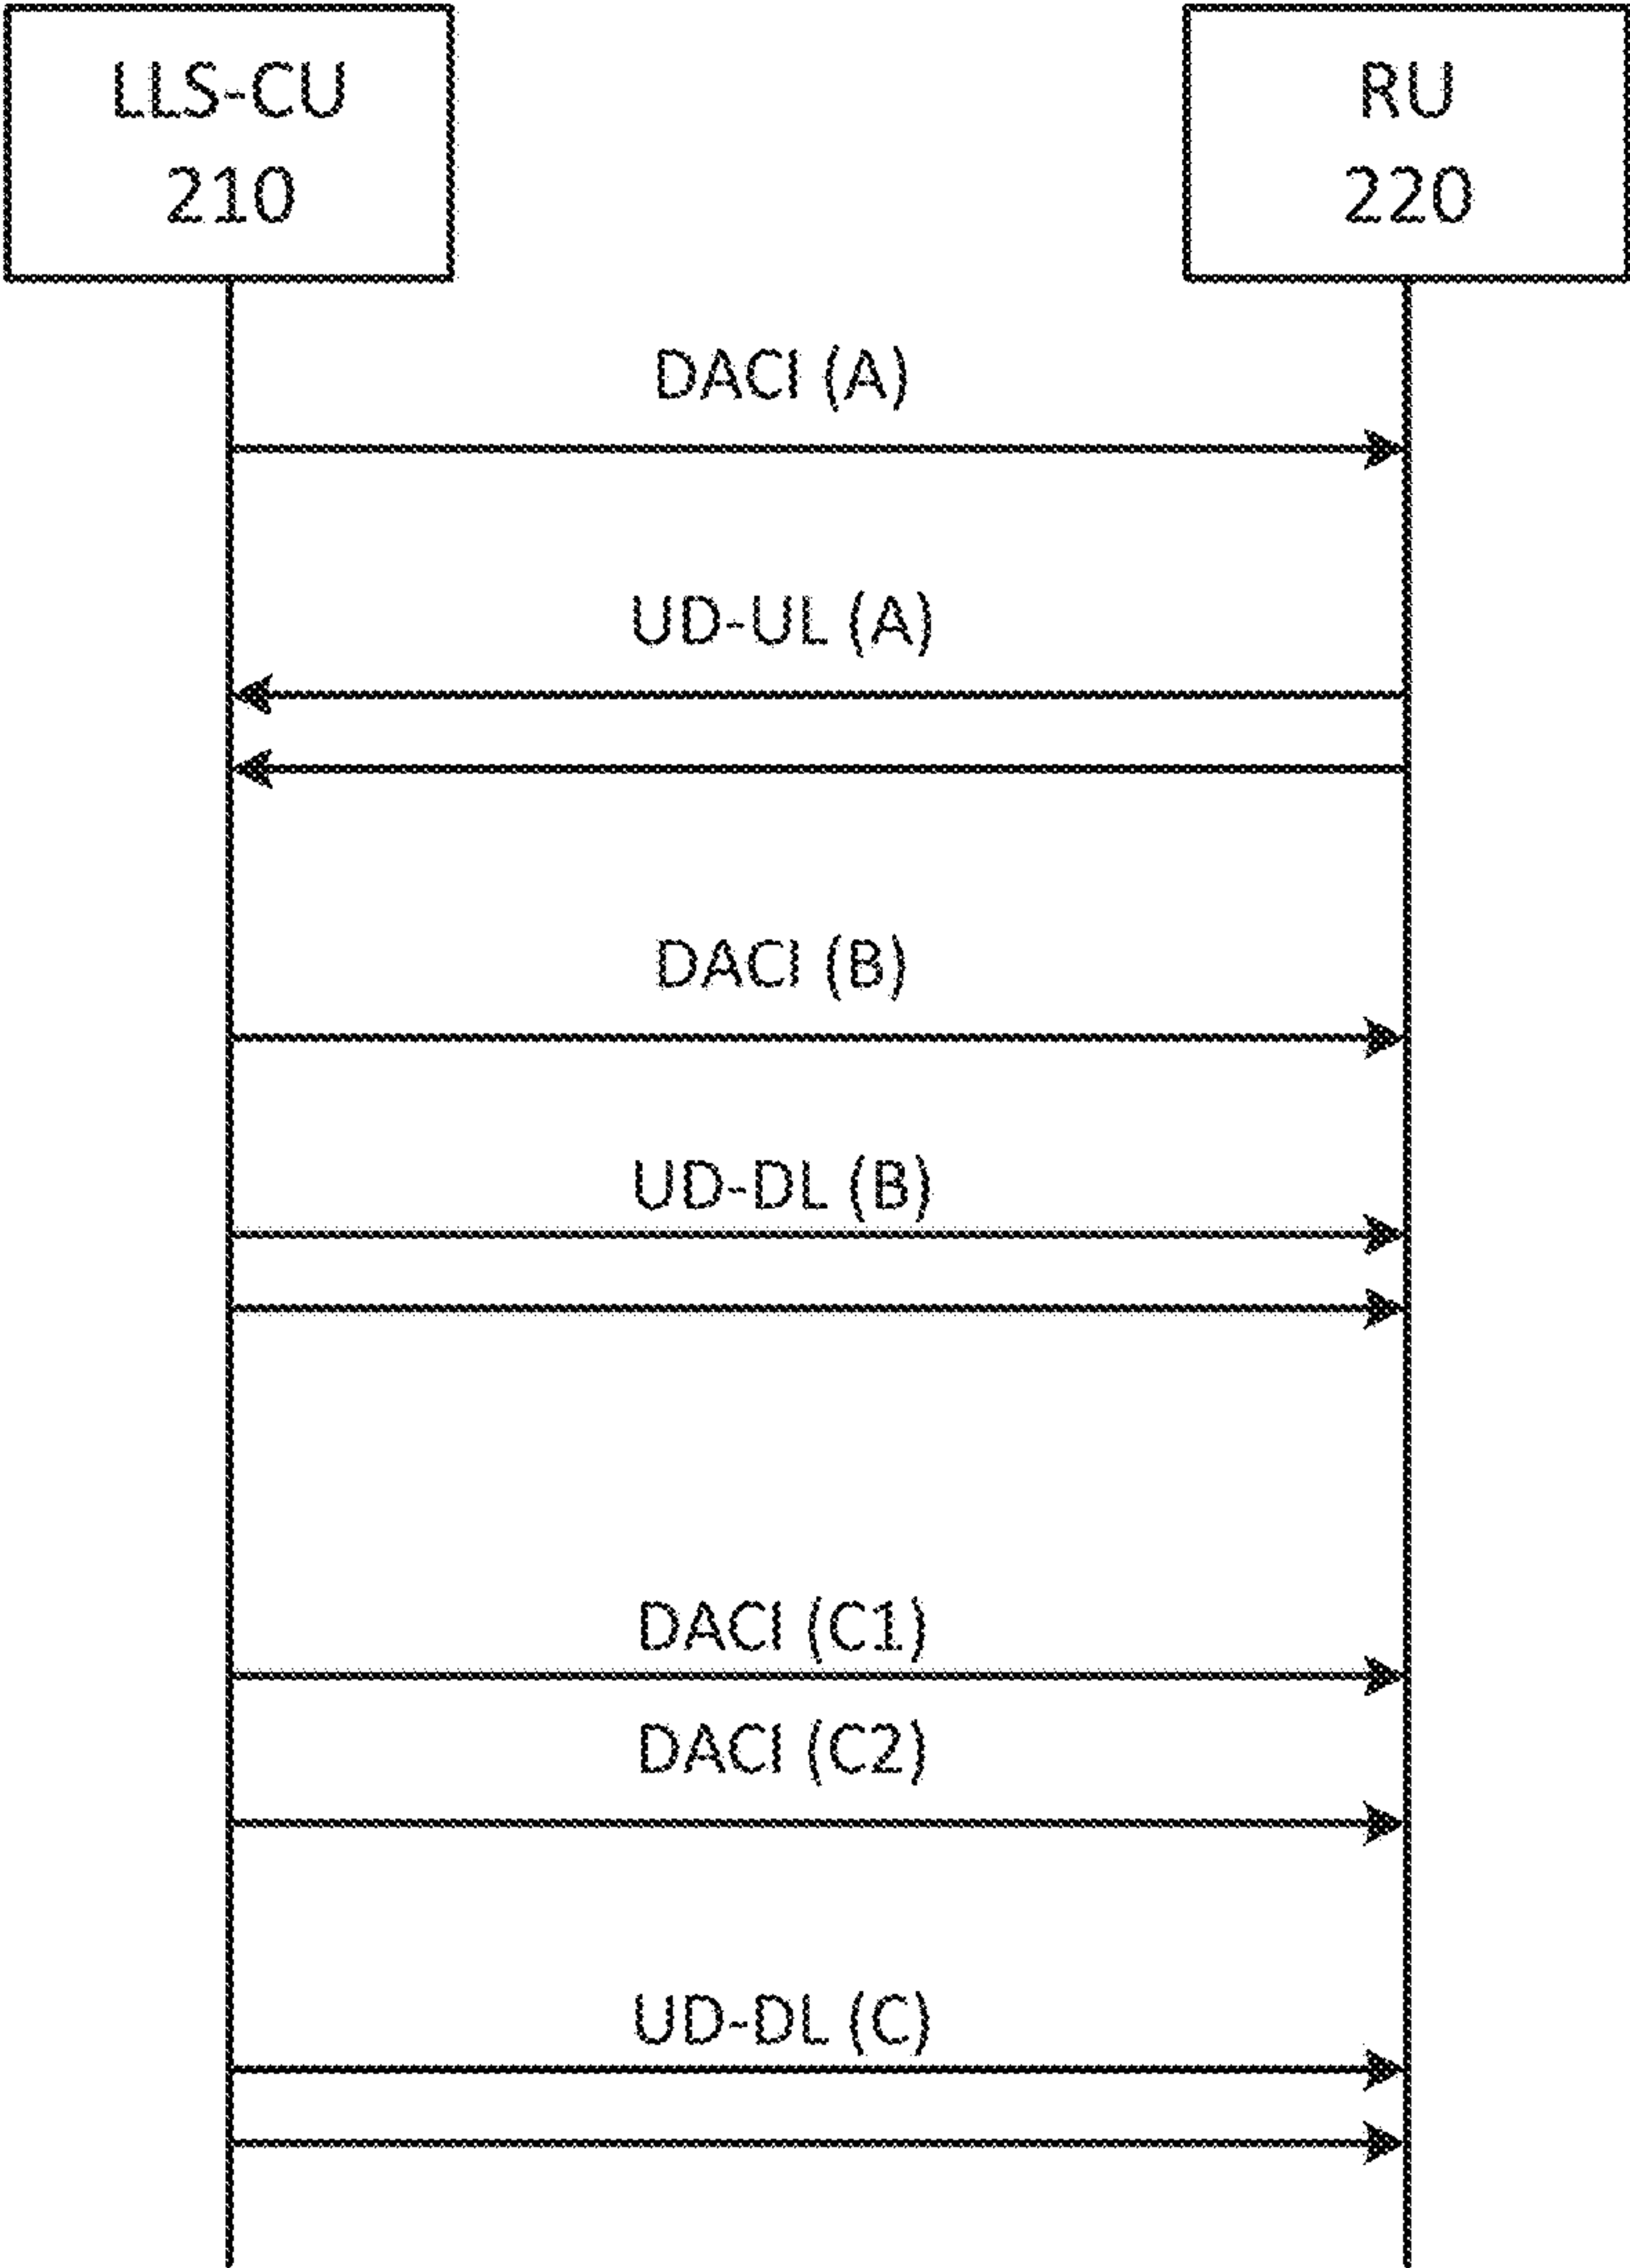 LLS-CU
210
RU
220
DACI (A)
UD-UL (A)
DACI (B)
UD-DL (B)
DACI (C1)
DACI (C2)
UD-DL (C)